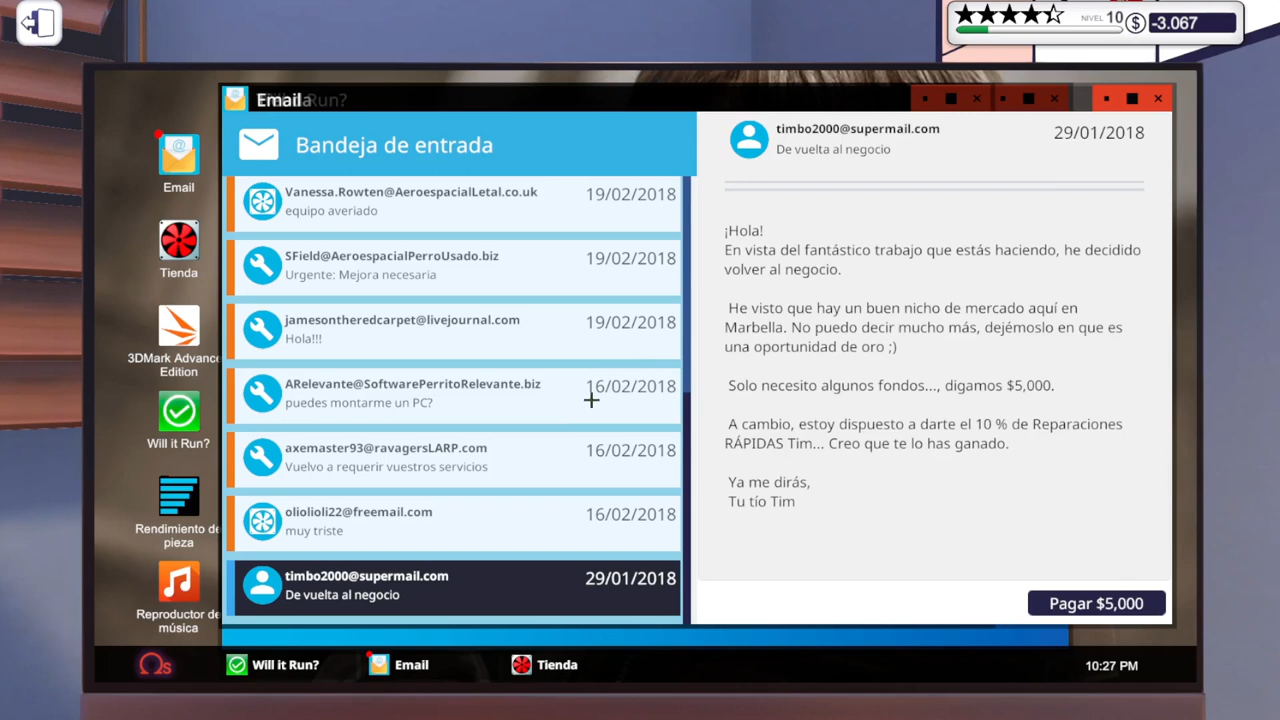 NIVEL 10
$ -3.067
Email
Bandeja de entrada
Vanessa.Rowten@AeroespacialLetal.co.uk
19/02/2018
equipo averiado
SField@AeroespacialPerroUsado.biz
19/02/2018
Urgente: Mejora necesaria
jamesontheredcarpet@livejournal.com
19/02/2018
Hola!!!
ARelevante@SoftwarePerritoRelevante.biz
16/02/2018
puedes montarme un PC?
axemaster93@ravagersLARP.com
16/02/2018
Vuelvo a requerir vuestros servicios
oliolioli22@freemail.com
16/02/2018
muy triste
timbo2000@supermail.com
29/01/2018
De vuelta al negocio
timbo2000@supermail.com
29/01/2018
De vuelta al negocio
¡Hola!
En vista del fantástico trabajo que estás haciendo, he decidido
volver al negocio.
He visto que hay un buen nicho de mercado aquí en
Marbella. No puedo decir mucho más, dejémoslo en que es
una oportunidad de oro ;)
Solo necesito algunos fondos..., digamos $5,000.
A cambio, estoy dispuesto a darte el 10 % de Reparaciones
RÁPIDAS Tim... Creo que te lo has ganado.
Ya me dirás,
Tu tío Tim
Pagar $5,000
Email
Tienda
3DMark Advance
Edition
Will it Run?
Rendimiento de
pieza
Reproductor de
música
Ωs
Will it Run?
Email
Tienda
10:27 PM